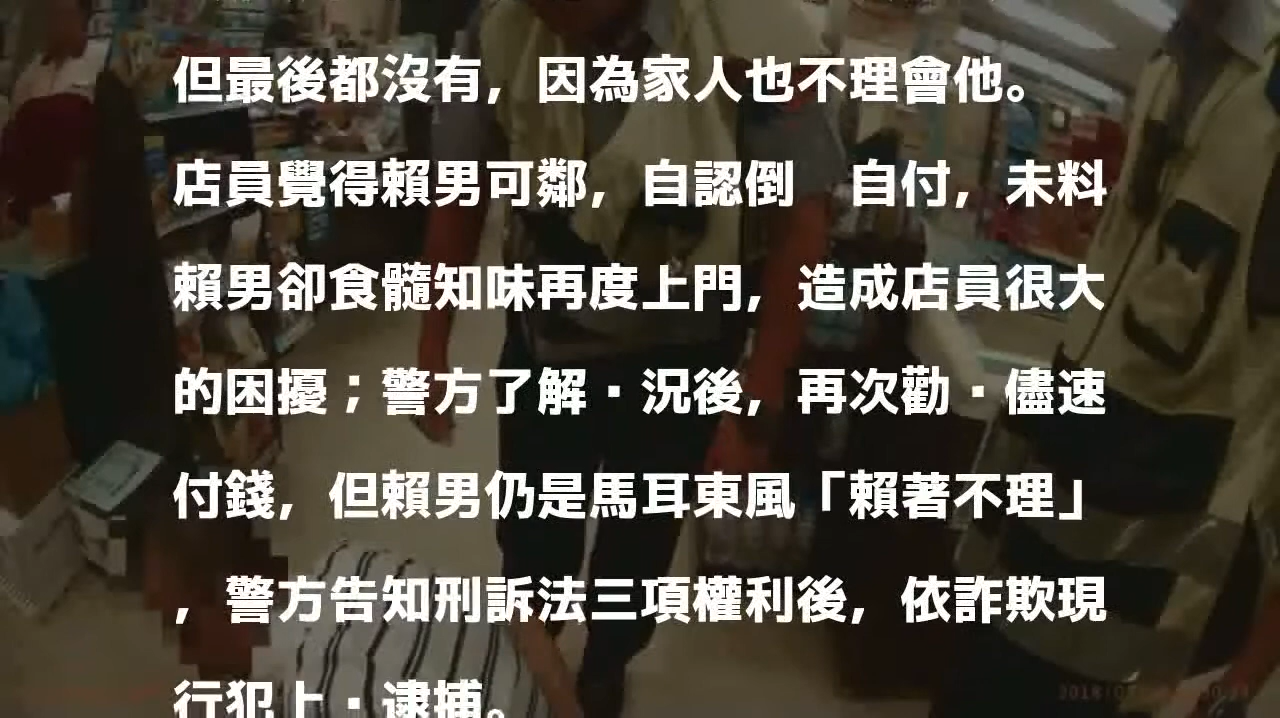 但最後都沒有，因為家人也不理會他。
店員覺得賴男可鄰，自認倒　自付，未料
賴男卻食髓知味再度上門，造成店員很大
的困擾；警方了解·況後，再次勸·儘速
付錢，但賴男仍是馬耳東風「賴著不理」
，警方告知刑訴法三項權利後，依詐欺現
行犯上·逮捕。